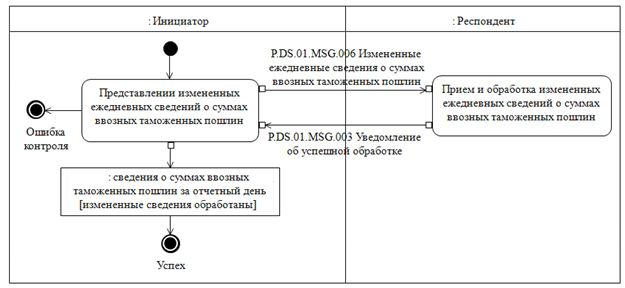 : Инициатор
: Респондент
P.DS.01.MSG.006 Измененные
ежедневные сведения о суммах
ввозных таможенных пошлин
Представлении измененных
ежедневных сведений о суммах
ввозных таможенных пошлин
Прием и обработка измененных
ежедневных сведений о суммах
ввозных таможенных пошлин
Ошибка
контроля
P.DS.01.MSG.003 Уведомление
об успешной обработке
: сведения о суммах ввозных
таможенных пошлин за отчетный день
[измененные сведения обработаны]
Успех